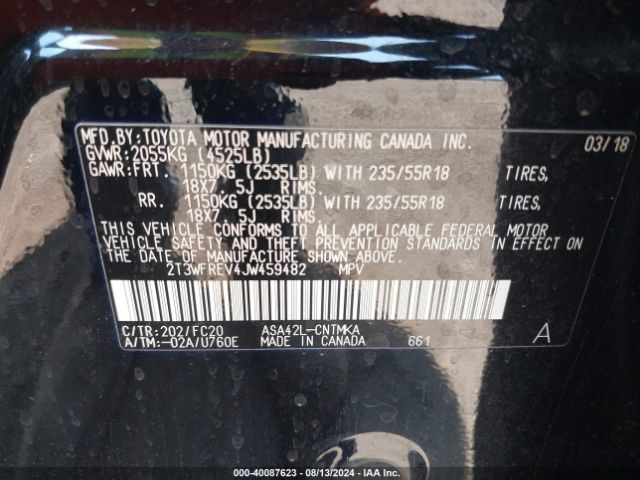 MFD.BY:TOYOTA MOTOR MANUFACTURING CANADA INC. 03/18
GVWR:2055KG (4525LB)
GAWR:FRT. 1150KG (2535LB) WITH 235/55R18 TIRES,
18X7.5J RIMS.
RR. 1150KG (2535LB) WITH 235/55R18 TIRES,
18X7.5J RIMS.
THIS VEHICLE CONFORMS TO ALL APPLICABLE FEDERAL MOTOR
VEHICLE SAFETY AND THEFT PREVENTION STANDARDS IN EFFECT ON
THE DATE OF MANUFACTURE SHOWN ABOVE.
2T3WFREV4JW459482 MPV
C/TR:202/FC20 ASA42L-CNTMKA
A/TM:-02A/U760E MADE IN CANADA 661 A
000-40087623 - 08/13/2024 - IAA Inc.